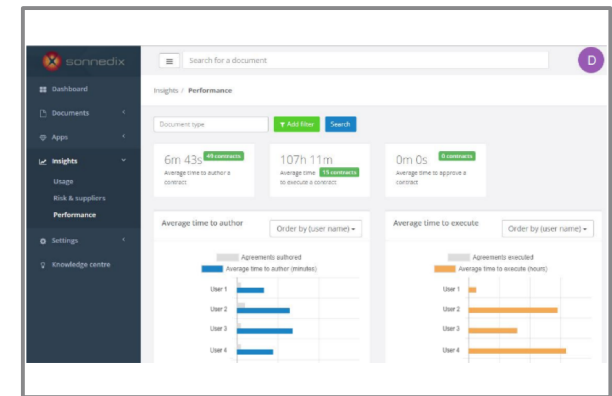 sonnedix
Search for a document
D
Dashboard
Documents
Apps
Insights
Usage
Risk & suppliers
Performance
Settings
Knowledge centre
Insights / Performance
Document type
Add filter
Search
6m 43s 49 contracts
Average time to author a
contract
107h 11m
Average time 15 contracts
to execute a contract
0m 0s 0 contracts
Average time to approve a
contract
Average time to author
Order by (user name)
Agreements authored
Average time to author (minutes)
User 1
User 2
User 3
User 4
Average time to execute
Order by (user name)
Agreements executed
Average time to execute (hours)
User 1
User 2
User 3
User 4